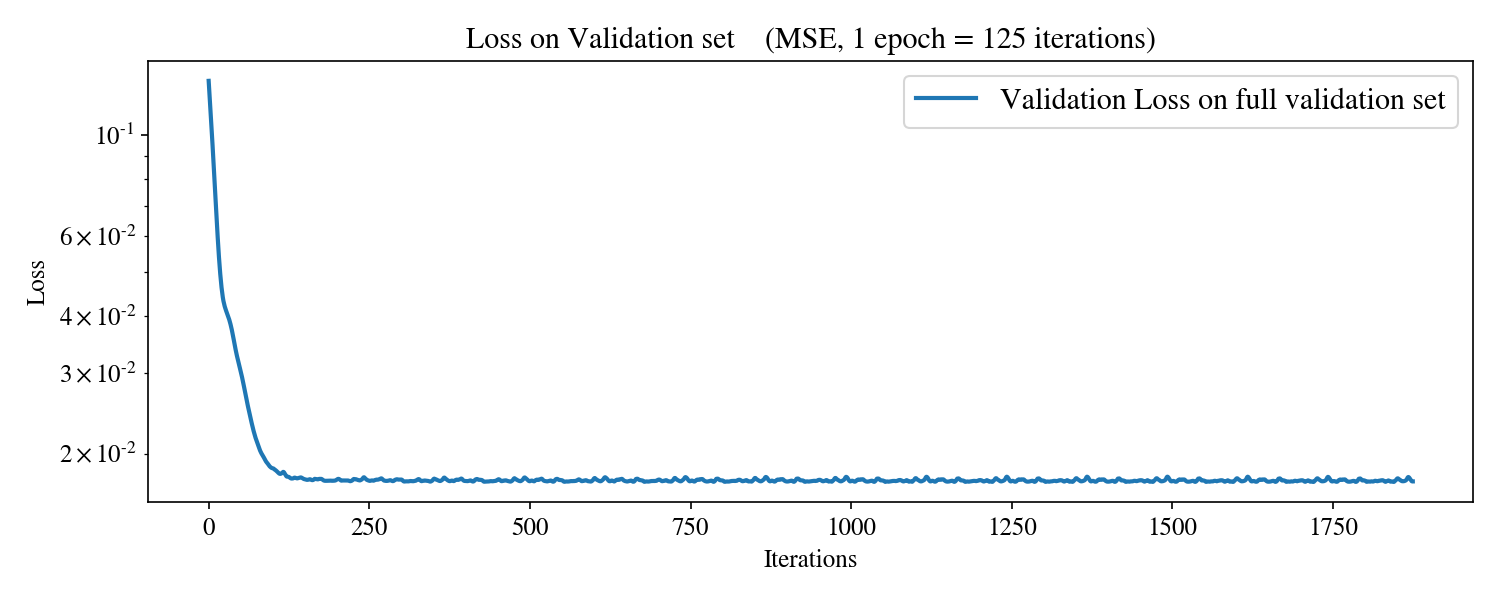 Loss on Validation set (MSE, 1 epoch = 125 iterations)
Validation Loss on full validation set
Loss
10⁻¹
6 × 10⁻²
4 × 10⁻²
3 × 10⁻²
2 × 10⁻²
0 250 500 750 1000 1250 1500 1750
Iterations